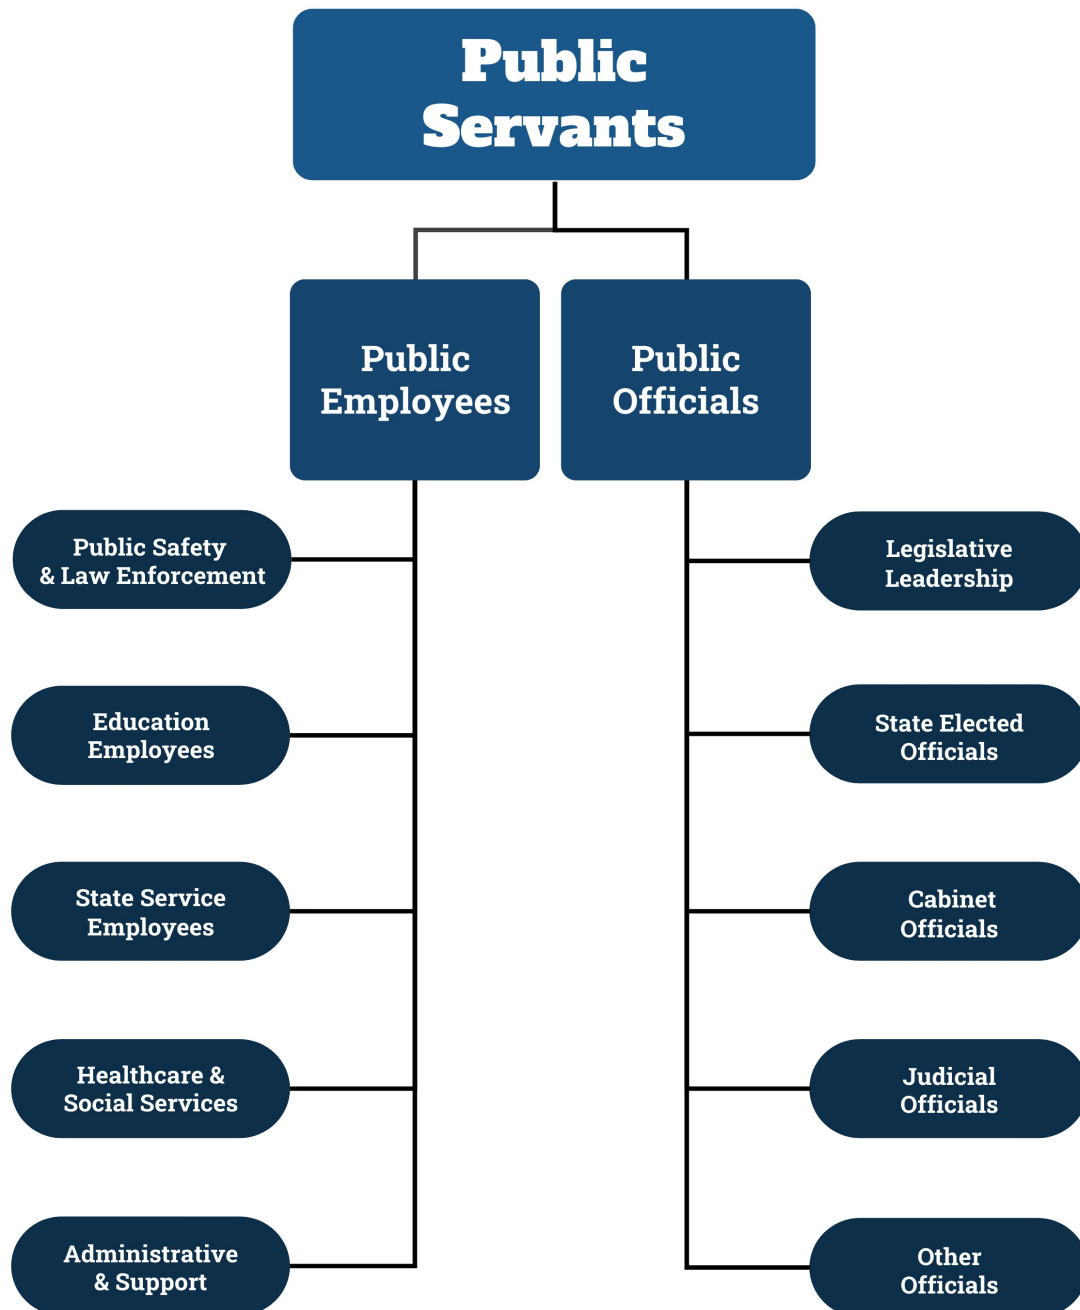 Public
Servants
Public
Employees
Public
Officials
Public Safety
& Law Enforcement
Education
Employees
State Service
Employees
Healthcare &
Social Services
Administrative
& Support
Legislative
Leadership
State Elected
Officials
Cabinet
Officials
Judicial
Officials
Other
Officials